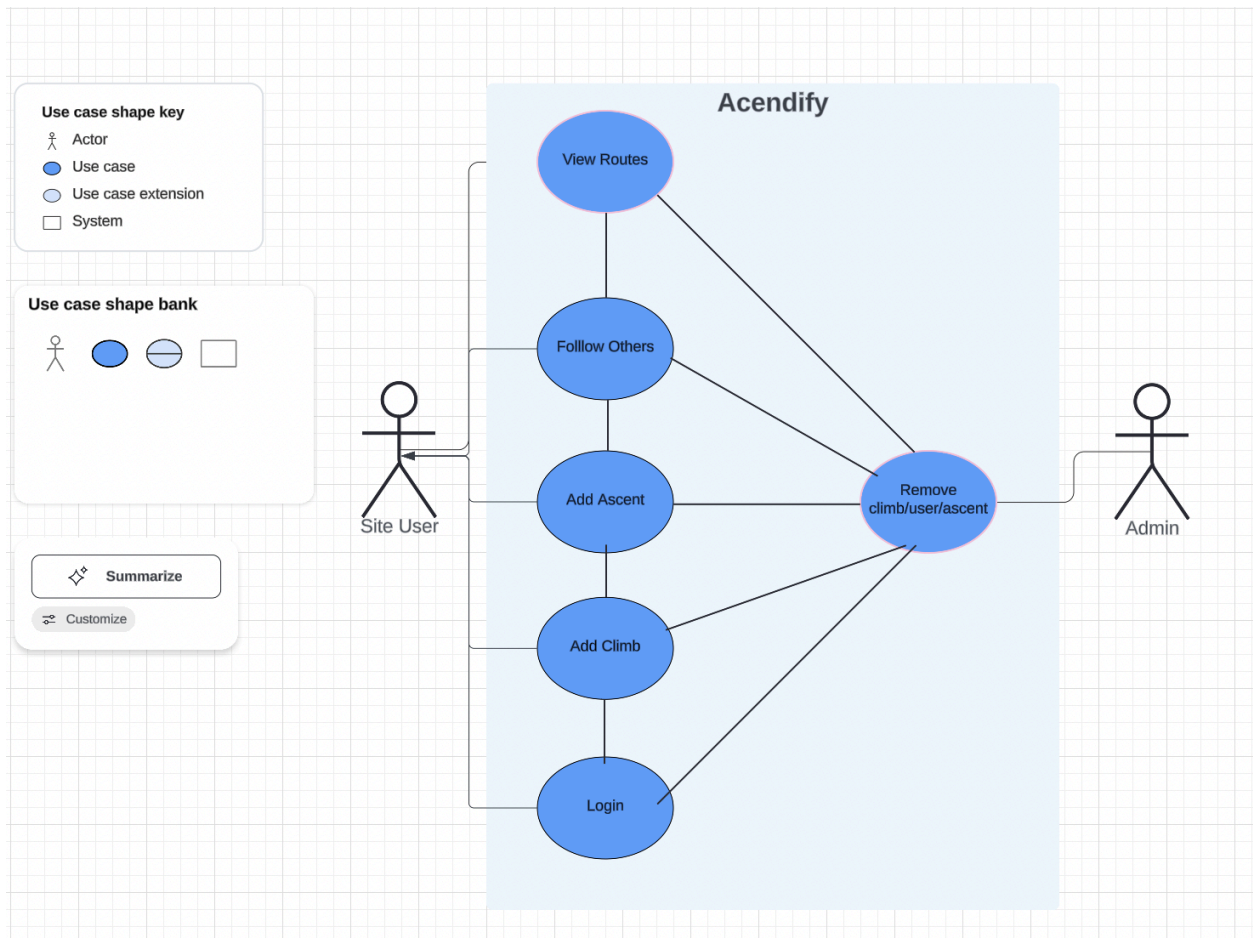 Use case shape key
Actor
Use case
Use case extension
System
Use case shape bank
Summarize
Customize
Acendify
View Routes
Folllow Others
Add Ascent
Add Climb
Login
Remove
climb/user/ascent
Site User
Admin